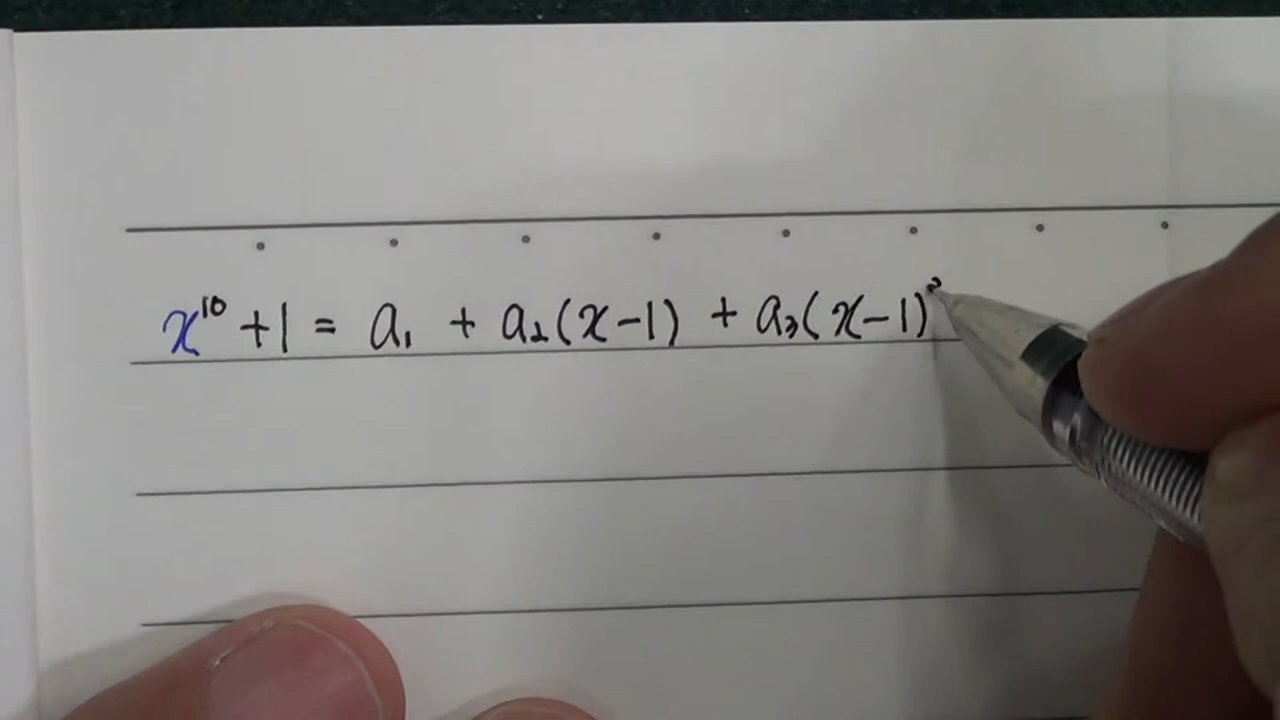 x¹⁰ + 1 = a₁ + a₂(x-1) + a₃(x-1)²